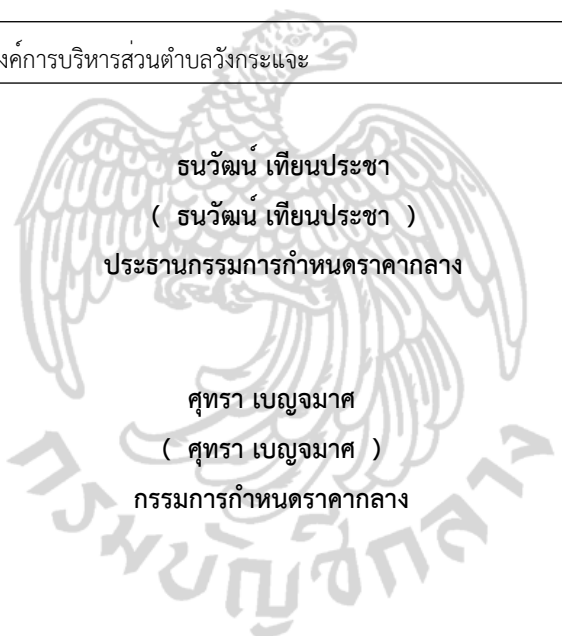 งค์การบริหารส่วนตำบลวังกระแจะ
ธนวัฒน์ เทียนประชา
( ธนวัฒน์ เทียนประชา )
ประธานกรรมการกำหนดราคากลาง
ศุทรา เบญจมาศ
( ศุทรา เบญจมาศ )
กรรมการกำหนดราคากลาง
กรมบัญชีกลาง